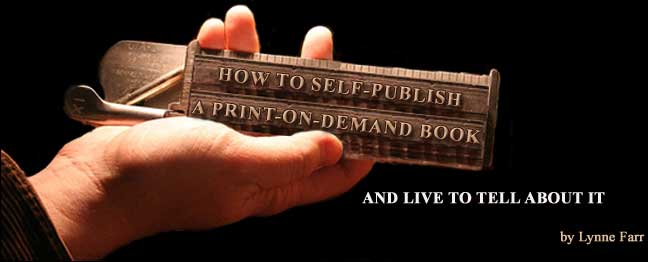 HOW TO SELF-PUBLISH
A PRINT-ON-DEMAND BOOK
AND LIVE TO TELL ABOUT IT
by Lynne Farr